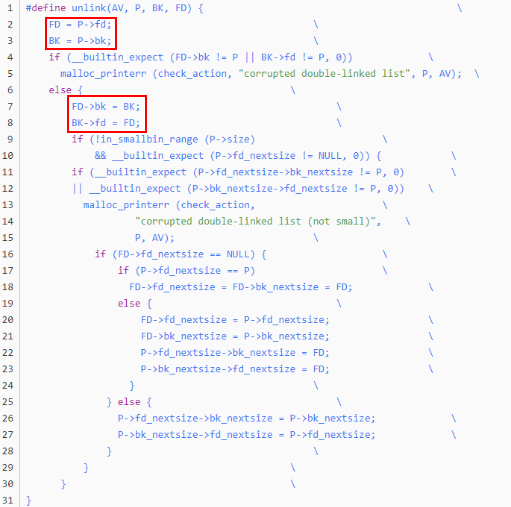 1 #define unlink(AV, P, BK, FD) { \
2 FD = P->fd; \
3 BK = P->bk; \
4 if (__builtin_expect (FD->bk != P || BK->fd != P, 0)) \
5 malloc_printerr (check_action, "corrupted double-linked list", P, AV); \
6 else { \
7 FD->bk = BK; \
8 BK->fd = FD; \
9 if (!in_smallbin_range (P->size) \
10 && __builtin_expect (P->fd_nextsize != NULL, 0)) { \
11 if (__builtin_expect (P->fd_nextsize->bk_nextsize != P, 0) \
12 || __builtin_expect (P->bk_nextsize->fd_nextsize != P, 0)) \
13 malloc_printerr (check_action, \
14 "corrupted double-linked list (not small)", \
15 P, AV); \
16 if (FD->fd_nextsize == NULL) { \
17 if (P->fd_nextsize == P) \
18 FD->fd_nextsize = FD->bk_nextsize = FD; \
19 else { \
20 FD->fd_nextsize = P->fd_nextsize; \
21 FD->bk_nextsize = P->bk_nextsize; \
22 P->fd_nextsize->bk_nextsize = FD; \
23 P->bk_nextsize->fd_nextsize = FD; \
24 } \
25 } else { \
26 P->fd_nextsize->bk_nextsize = P->bk_nextsize; \
27 P->bk_nextsize->fd_nextsize = P->fd_nextsize; \
28 } \
29 } \
30 } \
31 }